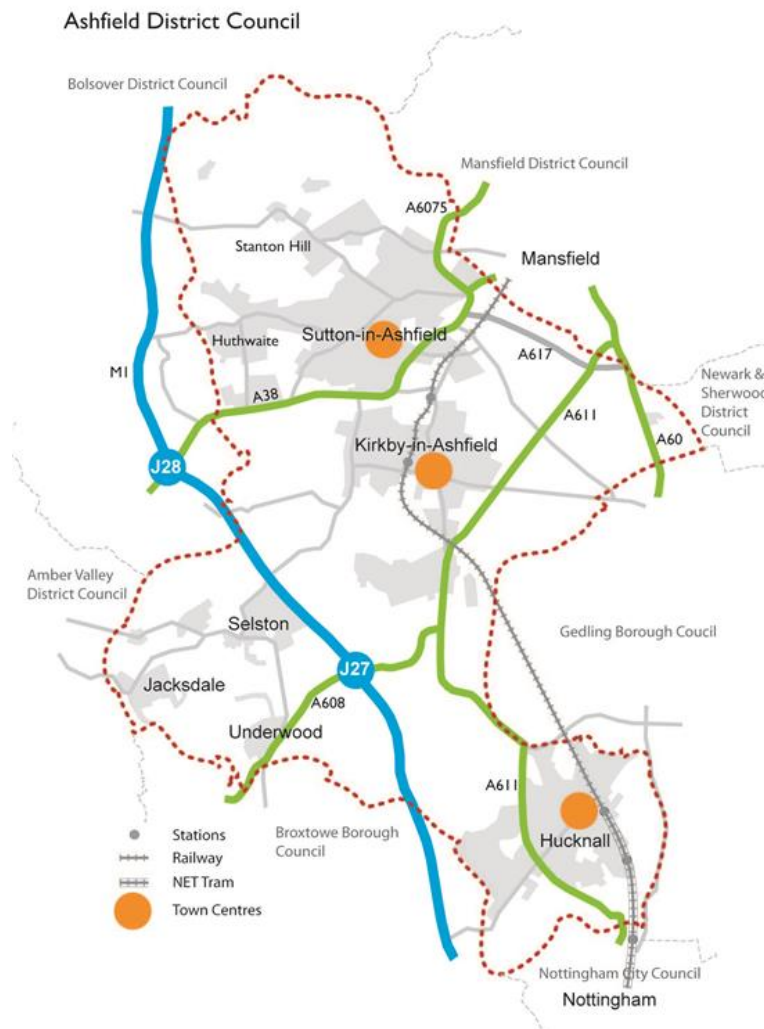 Ashfield District Council
Bolsover District Council
Mansfield District Council
A6075
Stanton Hill
Mansfield
Sutton-in-Ashfield
Huthwaite
A617
M1
Newark &
Sherwood
District
Council
A38
A611
Kirkby-in-Ashfield
A60
J28
Amber Valley
District Council
Selston
Gedling Borough Coucil
J27
Jacksdale
A608
Underwood
A611
Broxtowe Borough
Council
Hucknall
Stations
Railway
NET Tram
Town Centres
Nottingham City Council
Nottingham